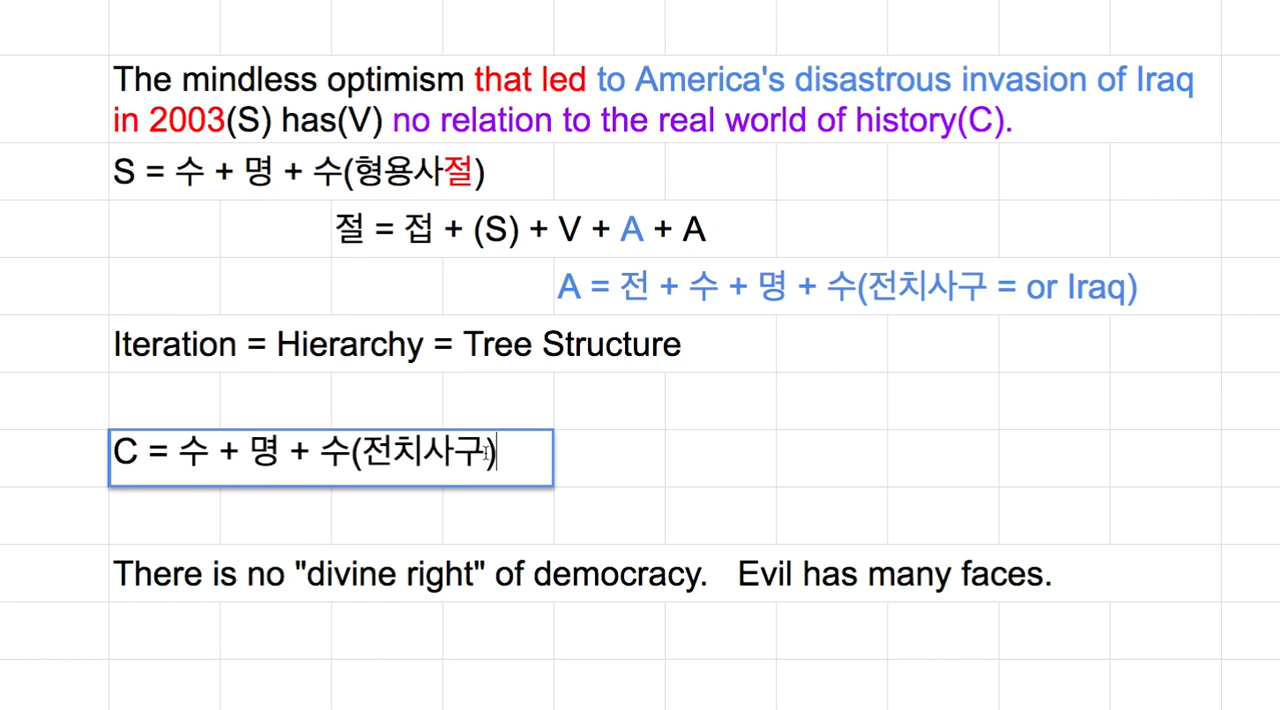 The mindless optimism that led to America's disastrous invasion of Iraq
in 2003(S) has(V) no relation to the real world of history(C).
S = 수 + 명 + 수(형용사절)
절 = 접 + (S) + V + A + A
A = 전 + 수 + 명 + 수(전치사구 = or Iraq)
Iteration = Hierarchy = Tree Structure
C = 수 + 명 + 수(전치사구)
There is no "divine right" of democracy. Evil has many faces.